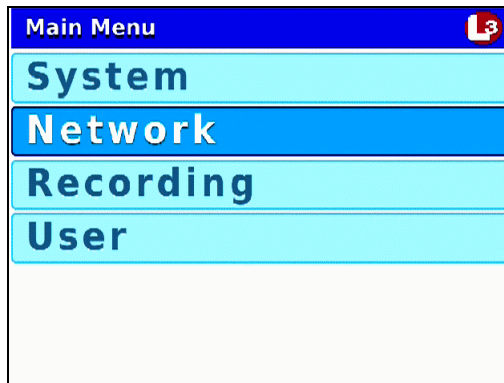 Main Menu
L3
System
Network
Recording
User